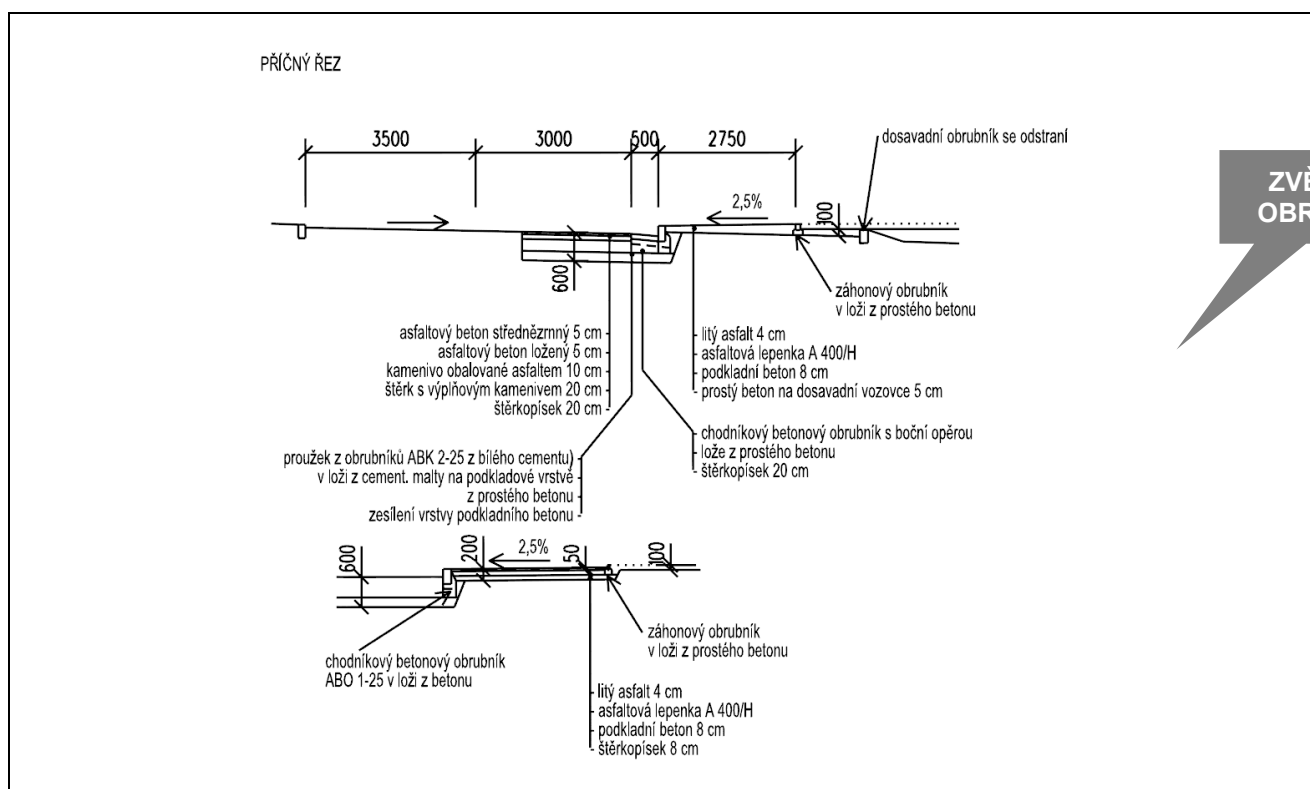 PŘÍČNÝ ŘEZ
3500
3000
500
2750
dosavadní obrubník se odstraní
2,5%
100
600
ZVĚ
OBR
záhonový obrubník
v loži z prostého betonu
asfaltový beton střednězrnný 5 cm
asfaltový beton ložený 5 cm
kamenivo obalované asfaltem 10 cm
štěrk s výplňovým kamenivem 20 cm
štěrkopísek 20 cm
litý asfalt 4 cm
asfaltová lepenka A 400/H
podkladní beton 8 cm
prostý beton na dosavadní vozovce 5 cm
chodníkový betonový obrubník s boční opěrou
lože z prostého betonu
štěrkopísek 20 cm
proužek z obrubníků ABK 2-25 z bílého cementu)
v loži z cement. malty na podkladové vrstvě
z prostého betonu
zesílení vrstvy podkladního betonu
600
200
2,5%
50
100
záhonový obrubník
v loži z prostého betonu
chodníkový betonový obrubník
ABO 1-25 v loži z betonu
litý asfalt 4 cm
asfaltová lepenka A 400/H
podkladní beton 8 cm
štěrkopísek 8 cm